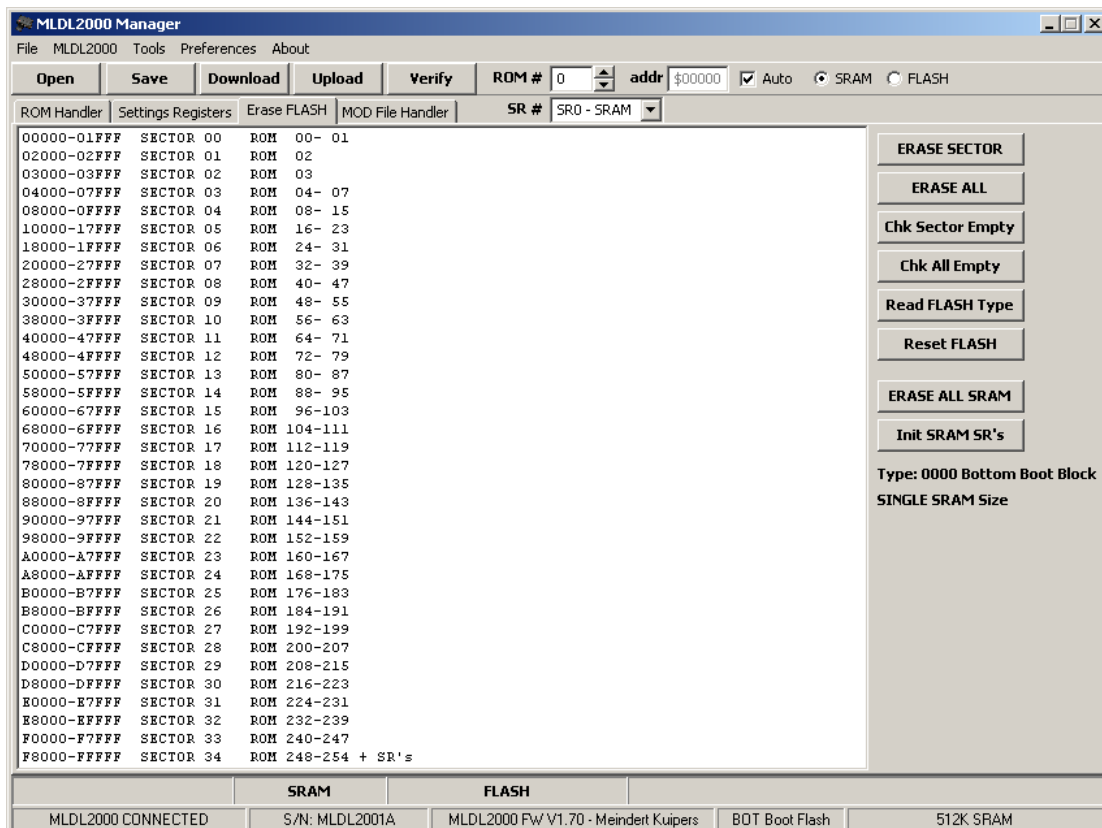 MLDL2000 Manager
File MLDL2000 Tools Preferences About
Open Save Download Upload Verify ROM # 0 addr $00000 Auto SRAM FLASH
ROM Handler Settings Registers Erase FLASH MOD File Handler SR # SR0 - SRAM
00000-01FFF SECTOR 00 ROM 00- 01
02000-02FFF SECTOR 01 ROM 02
03000-03FFF SECTOR 02 ROM 03
04000-07FFF SECTOR 03 ROM 04- 07
08000-0FFFF SECTOR 04 ROM 08- 15
10000-17FFF SECTOR 05 ROM 16- 23
18000-1FFFF SECTOR 06 ROM 24- 31
20000-27FFF SECTOR 07 ROM 32- 39
28000-2FFFF SECTOR 08 ROM 40- 47
30000-37FFF SECTOR 09 ROM 48- 55
38000-3FFFF SECTOR 10 ROM 56- 63
40000-47FFF SECTOR 11 ROM 64- 71
48000-4FFFF SECTOR 12 ROM 72- 79
50000-57FFF SECTOR 13 ROM 80- 87
58000-5FFFF SECTOR 14 ROM 88- 95
60000-67FFF SECTOR 15 ROM 96-103
68000-6FFFF SECTOR 16 ROM 104-111
70000-77FFF SECTOR 17 ROM 112-119
78000-7FFFF SECTOR 18 ROM 120-127
80000-87FFF SECTOR 19 ROM 128-135
88000-8FFFF SECTOR 20 ROM 136-143
90000-97FFF SECTOR 21 ROM 144-151
98000-9FFFF SECTOR 22 ROM 152-159
A0000-A7FFF SECTOR 23 ROM 160-167
A8000-AFFFF SECTOR 24 ROM 168-175
B0000-B7FFF SECTOR 25 ROM 176-183
B8000-BFFFF SECTOR 26 ROM 184-191
C0000-C7FFF SECTOR 27 ROM 192-199
C8000-CFFFF SECTOR 28 ROM 200-207
D0000-D7FFF SECTOR 29 ROM 208-215
D8000-DFFFF SECTOR 30 ROM 216-223
E0000-E7FFF SECTOR 31 ROM 224-231
E8000-EFFFF SECTOR 32 ROM 232-239
F0000-F7FFF SECTOR 33 ROM 240-247
F8000-FFFFF SECTOR 34 ROM 248-254 + SR's
ERASE SECTOR
ERASE ALL
Chk Sector Empty
Chk All Empty
Read FLASH Type
Reset FLASH
ERASE ALL SRAM
Init SRAM SR's
Type: 0000 Bottom Boot Block
SINGLE SRAM Size
SRAM FLASH
MLDL2000 CONNECTED S/N: MLDL2001A MLDL2000 FW V1.70 - Meindert Kuipers BOT Boot Flash 512K SRAM